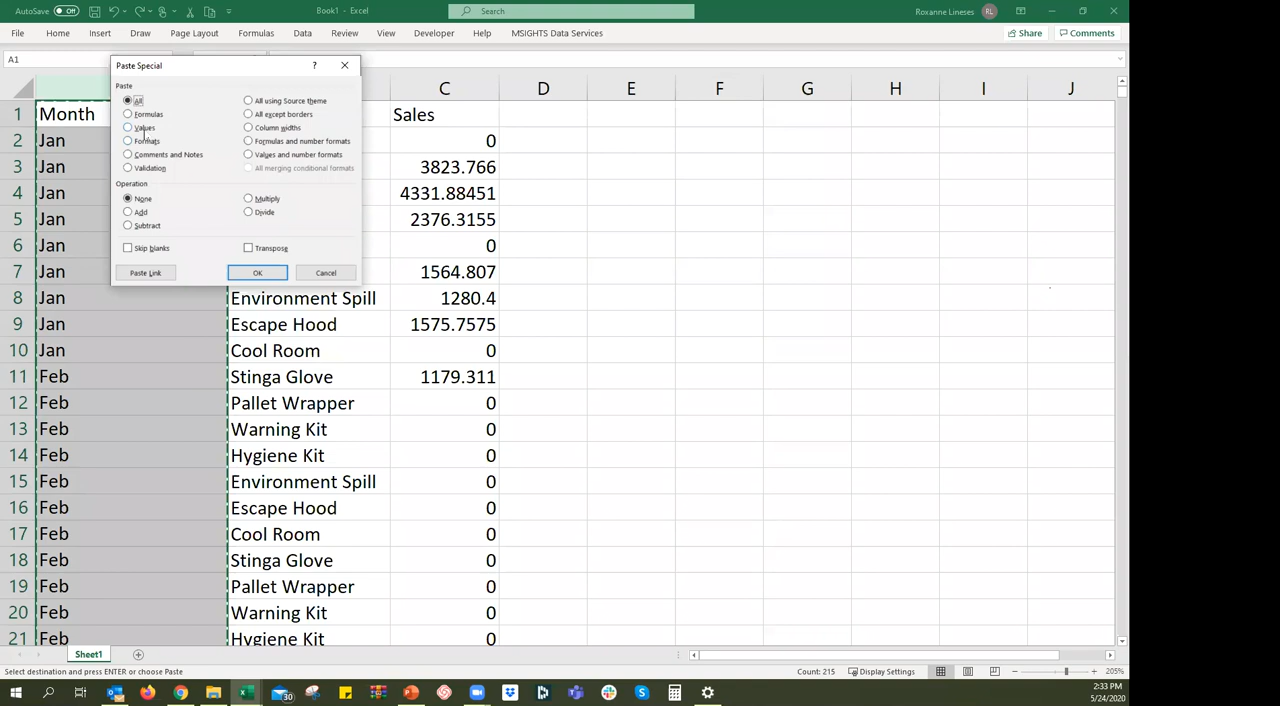 AutoSave Off Book1 - Excel Search Roxanne Lineses RL
File Home Insert Draw Page Layout Formulas Data Review View Developer Help MSIGHTS Data Services Share Comments
A1
Paste Special ?
Paste
All All using Source theme
Formulas All except borders
Values Column widths
Formats Formulas and number formats
Comments and Notes Values and number formats
Validation All merging conditional formats
Operation
None Multiply
Add Divide
Subtract
Skip blanks Transpose
Paste Link OK Cancel
C D E F G H I J
1 Month Sales
2 Jan 0
3 Jan 3823.766
4 Jan 4331.88451
5 Jan 2376.3155
6 Jan 0
7 Jan 1564.807
8 Jan Environment Spill 1280.4
9 Jan Escape Hood 1575.7575
10 Jan Cool Room 0
11 Feb Stinga Glove 1179.311
12 Feb Pallet Wrapper 0
13 Feb Warning Kit 0
14 Feb Hygiene Kit 0
15 Feb Environment Spill 0
16 Feb Escape Hood 0
17 Feb Cool Room 0
18 Feb Stinga Glove 0
19 Feb Pallet Wrapper 0
20 Feb Warning Kit 0
21 Feb Hygiene Kit 0
Sheet1
Select destination and press ENTER or choose Paste Count: 215 Display Settings 205%
30 2:33 PM
5/24/2020